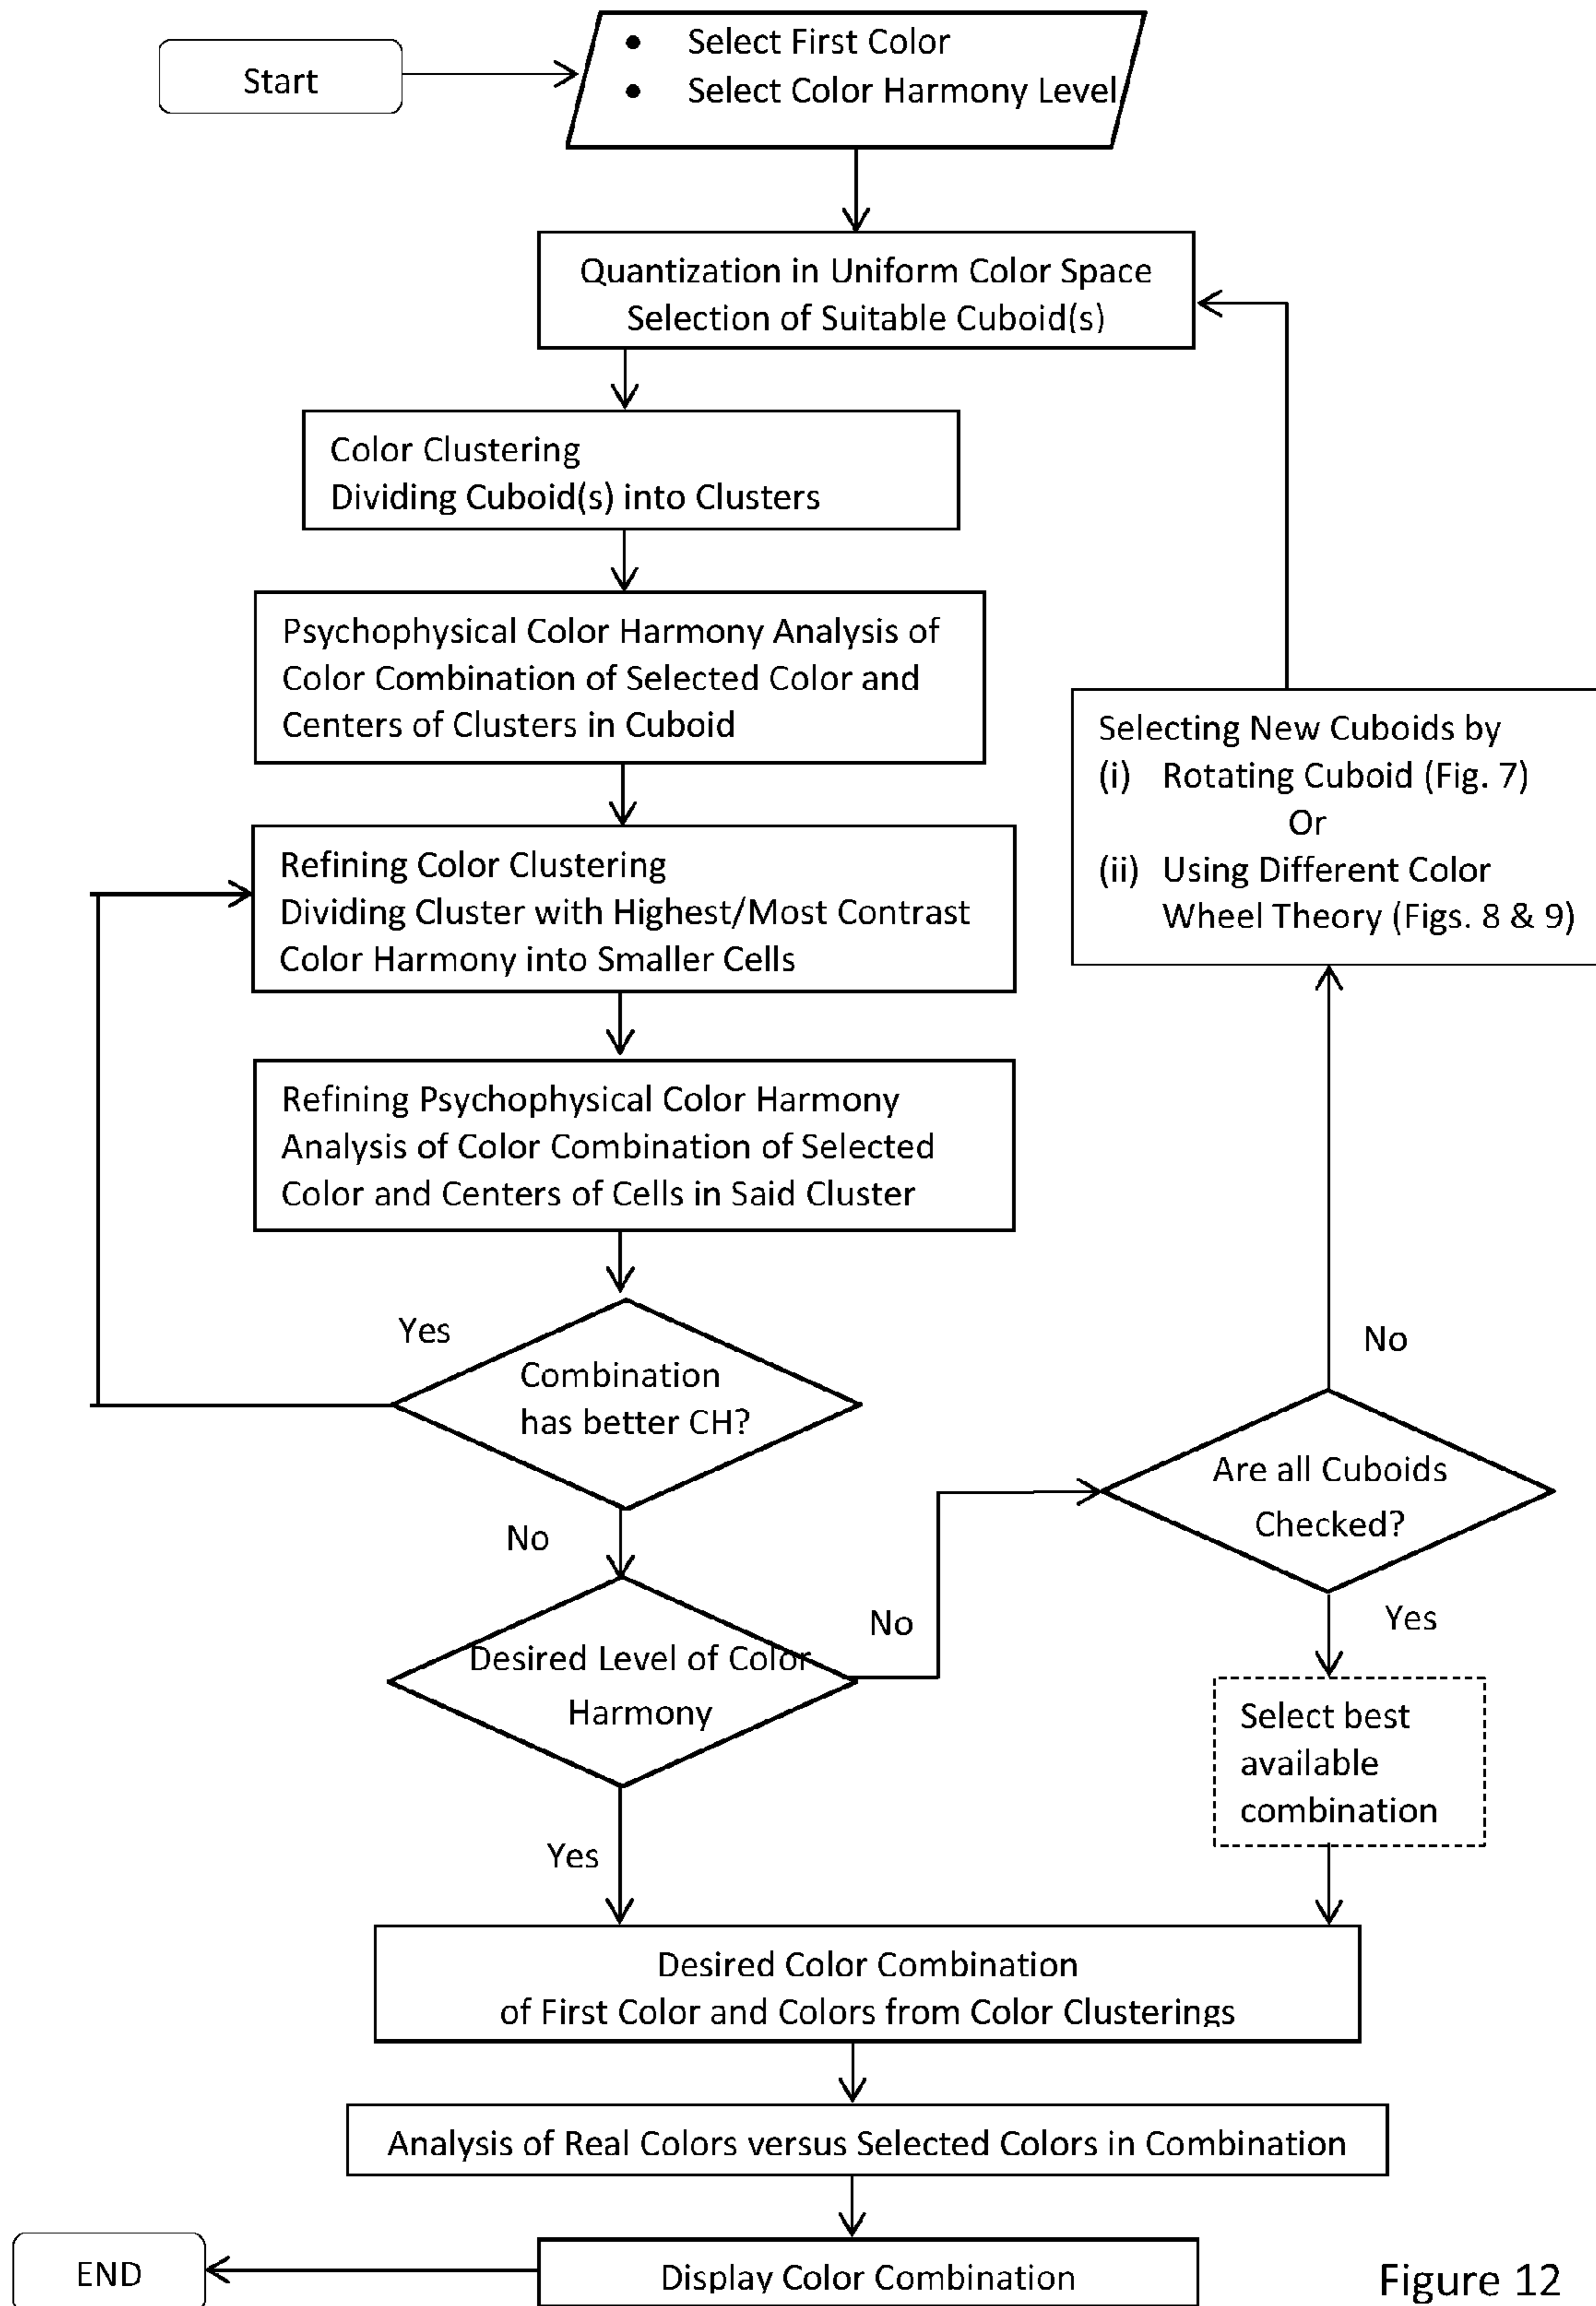 Start
• Select First Color
• Select Color Harmony Level
Quantization in Uniform Color Space
Selection of Suitable Cuboid(s)
Color Clustering
Dividing Cuboid(s) into Clusters
Psychophysical Color Harmony Analysis of
Color Combination of Selected Color and
Centers of Clusters in Cuboid
Selecting New Cuboids by
(i) Rotating Cuboid (Fig. 7)
Or
(ii) Using Different Color
Wheel Theory (Figs. 8 & 9)
Refining Color Clustering
Dividing Cluster with Highest/Most Contrast
Color Harmony into Smaller Cells
Refining Psychophysical Color Harmony
Analysis of Color Combination of Selected
Color and Centers of Cells in Said Cluster
Yes
Combination
has better CH?
No
No
Are all Cuboids
Checked?
Desired Level of Color
Harmony
No
Yes
Select best
available
combination
Yes
Desired Color Combination
of First Color and Colors from Color Clusterings
Analysis of Real Colors versus Selected Colors in Combination
Display Color Combination
END
Figure 12